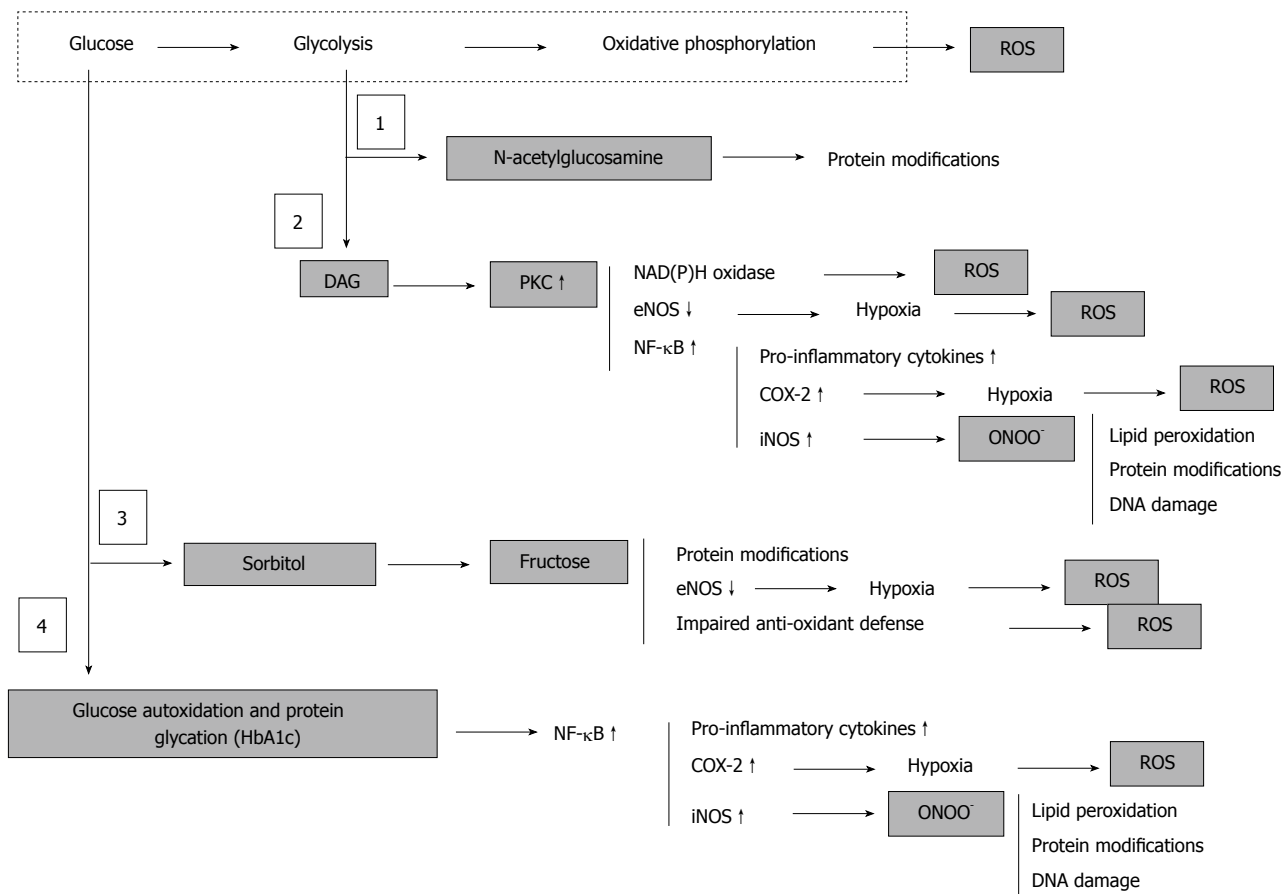 Glucose
Glycolysis
Oxidative phosphorylation
ROS
1
N-acetylglucosamine
Protein modifications
2
DAG
PKC ↑
NAD(P)H oxidase
ROS
eNOS ↓
Hypoxia
ROS
NF-κB ↑
Pro-inflammatory cytokines ↑
COX-2 ↑
Hypoxia
ROS
iNOS ↑
ONOO⁻
Lipid peroxidation
Protein modifications
DNA damage
3
Sorbitol
Fructose
Protein modifications
eNOS ↓
Hypoxia
ROS
Impaired anti-oxidant defense
ROS
4
Glucose autoxidation and protein
glycation (HbA1c)
NF-κB ↑
Pro-inflammatory cytokines ↑
COX-2 ↑
Hypoxia
ROS
iNOS ↑
ONOO⁻
Lipid peroxidation
Protein modifications
DNA damage